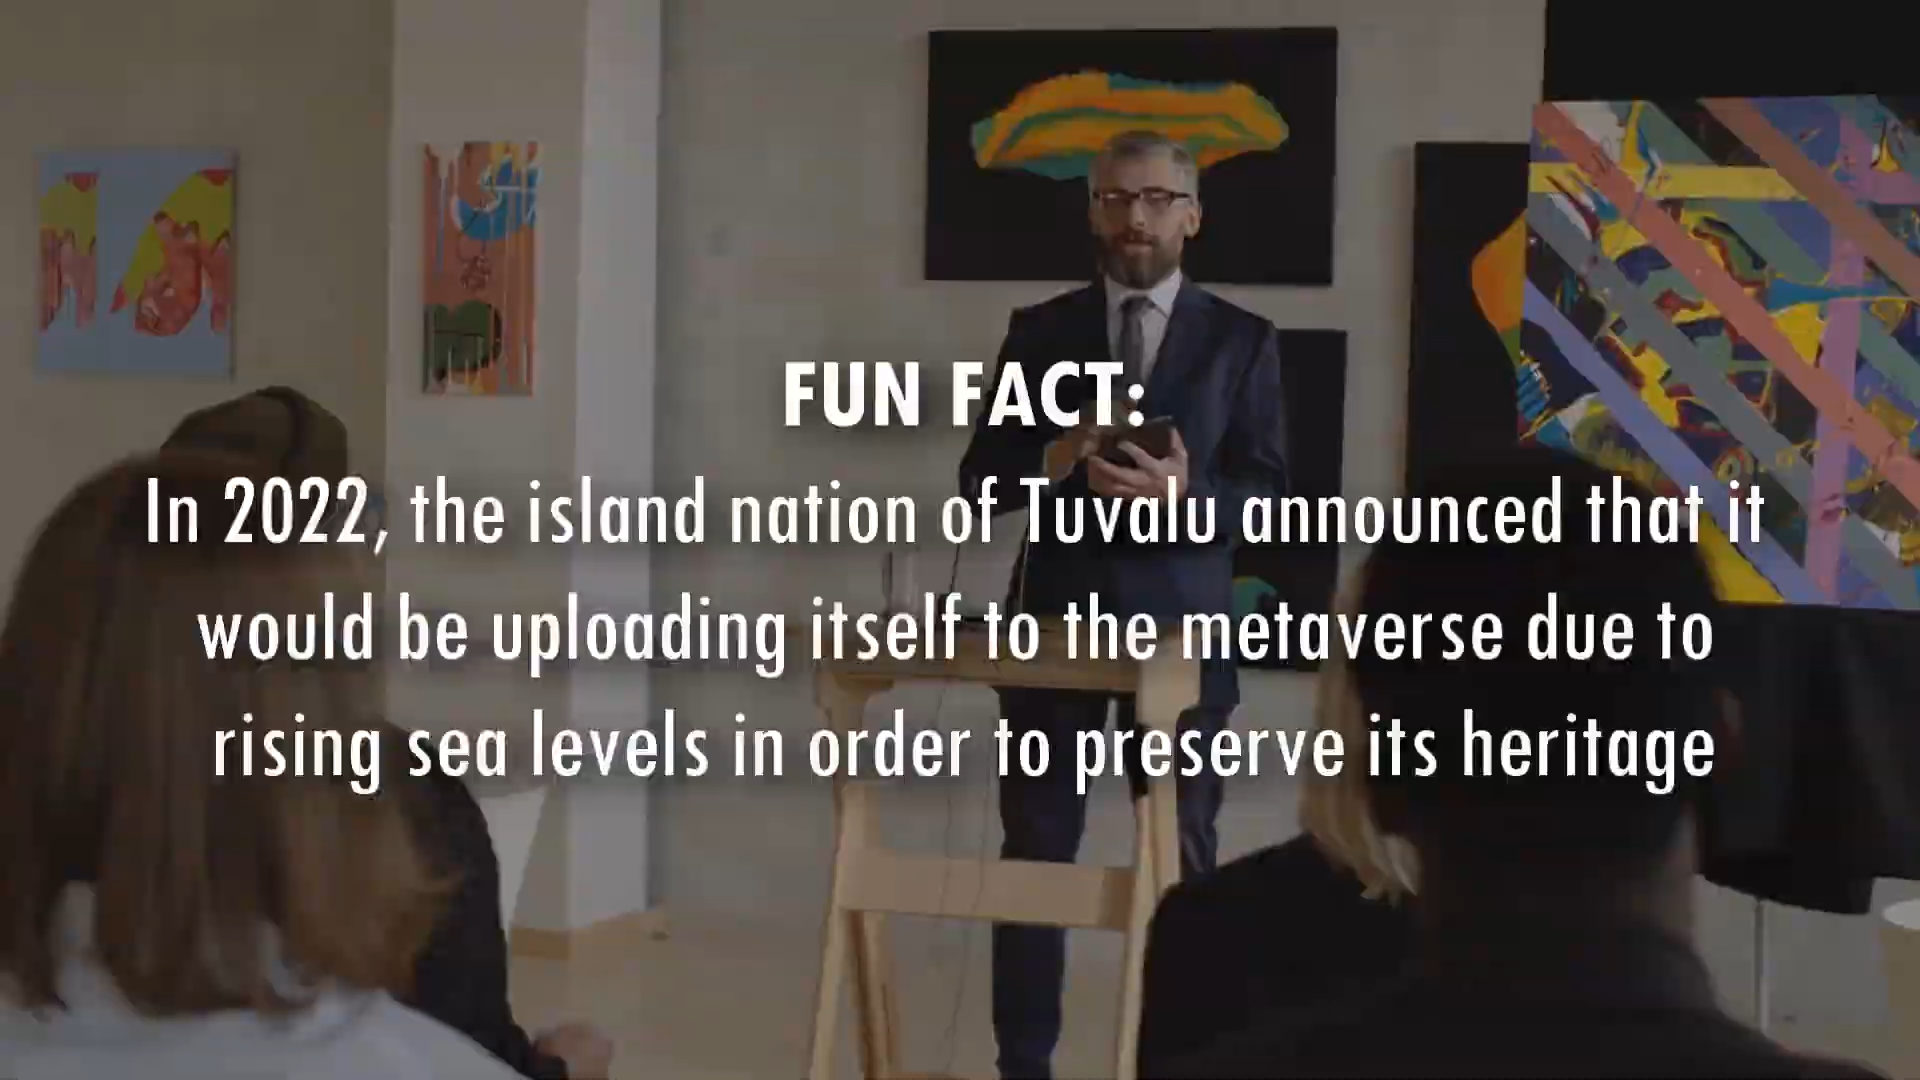 FUN FACT:
In 2022, the island nation of Tuvalu announced that it
would be uploading itself to the metaverse due to
rising sea levels in order to preserve its heritage